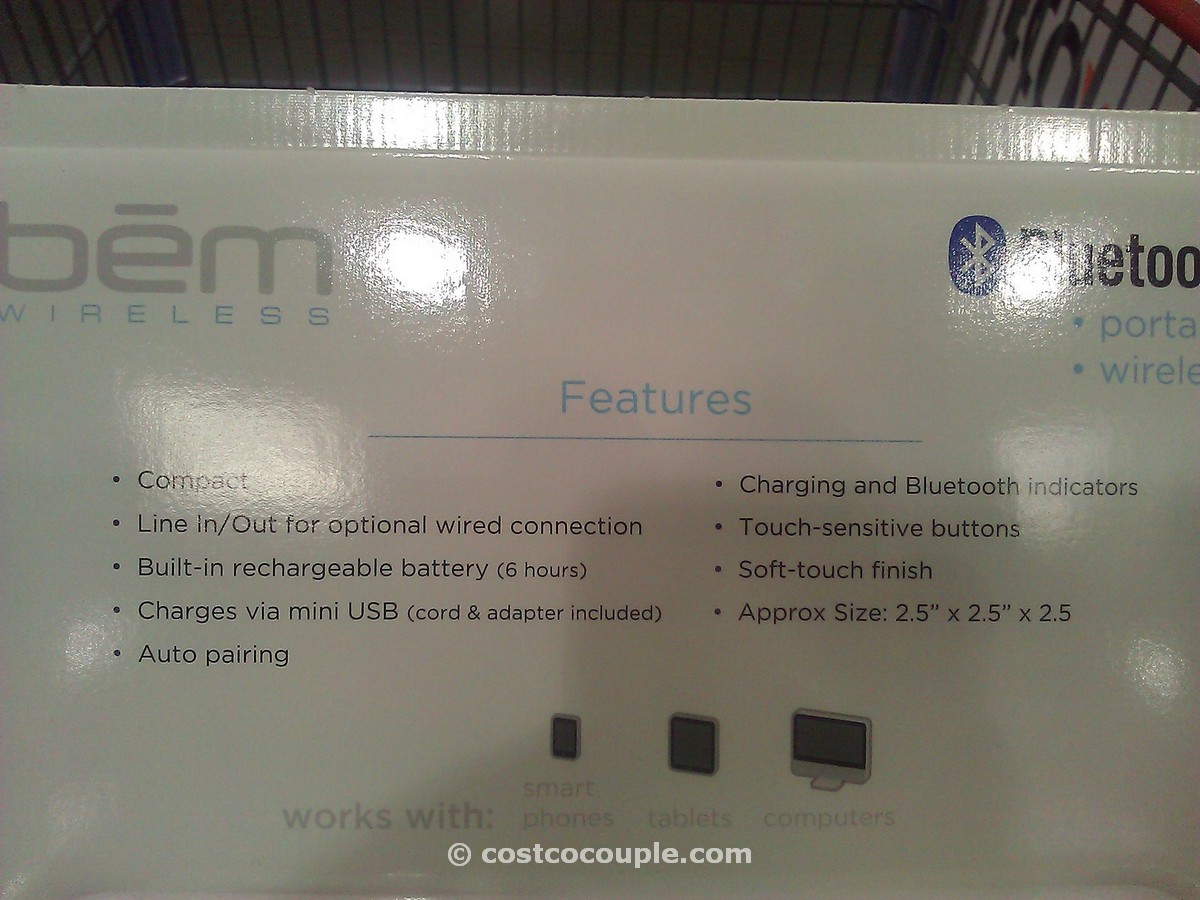 bēm
WIRELESS
Bluetoo
• porta
• wirele
Features
• Compact
• Line In/Out for optional wired connection
• Built-in rechargeable battery (6 hours)
• Charges via mini USB (cord & adapter included)
• Auto pairing
• Charging and Bluetooth indicators
• Touch-sensitive buttons
• Soft-touch finish
• Approx Size: 2.5” x 2.5” x 2.5
works with:
smart
phones
tablets
computers
© costcocouple.com